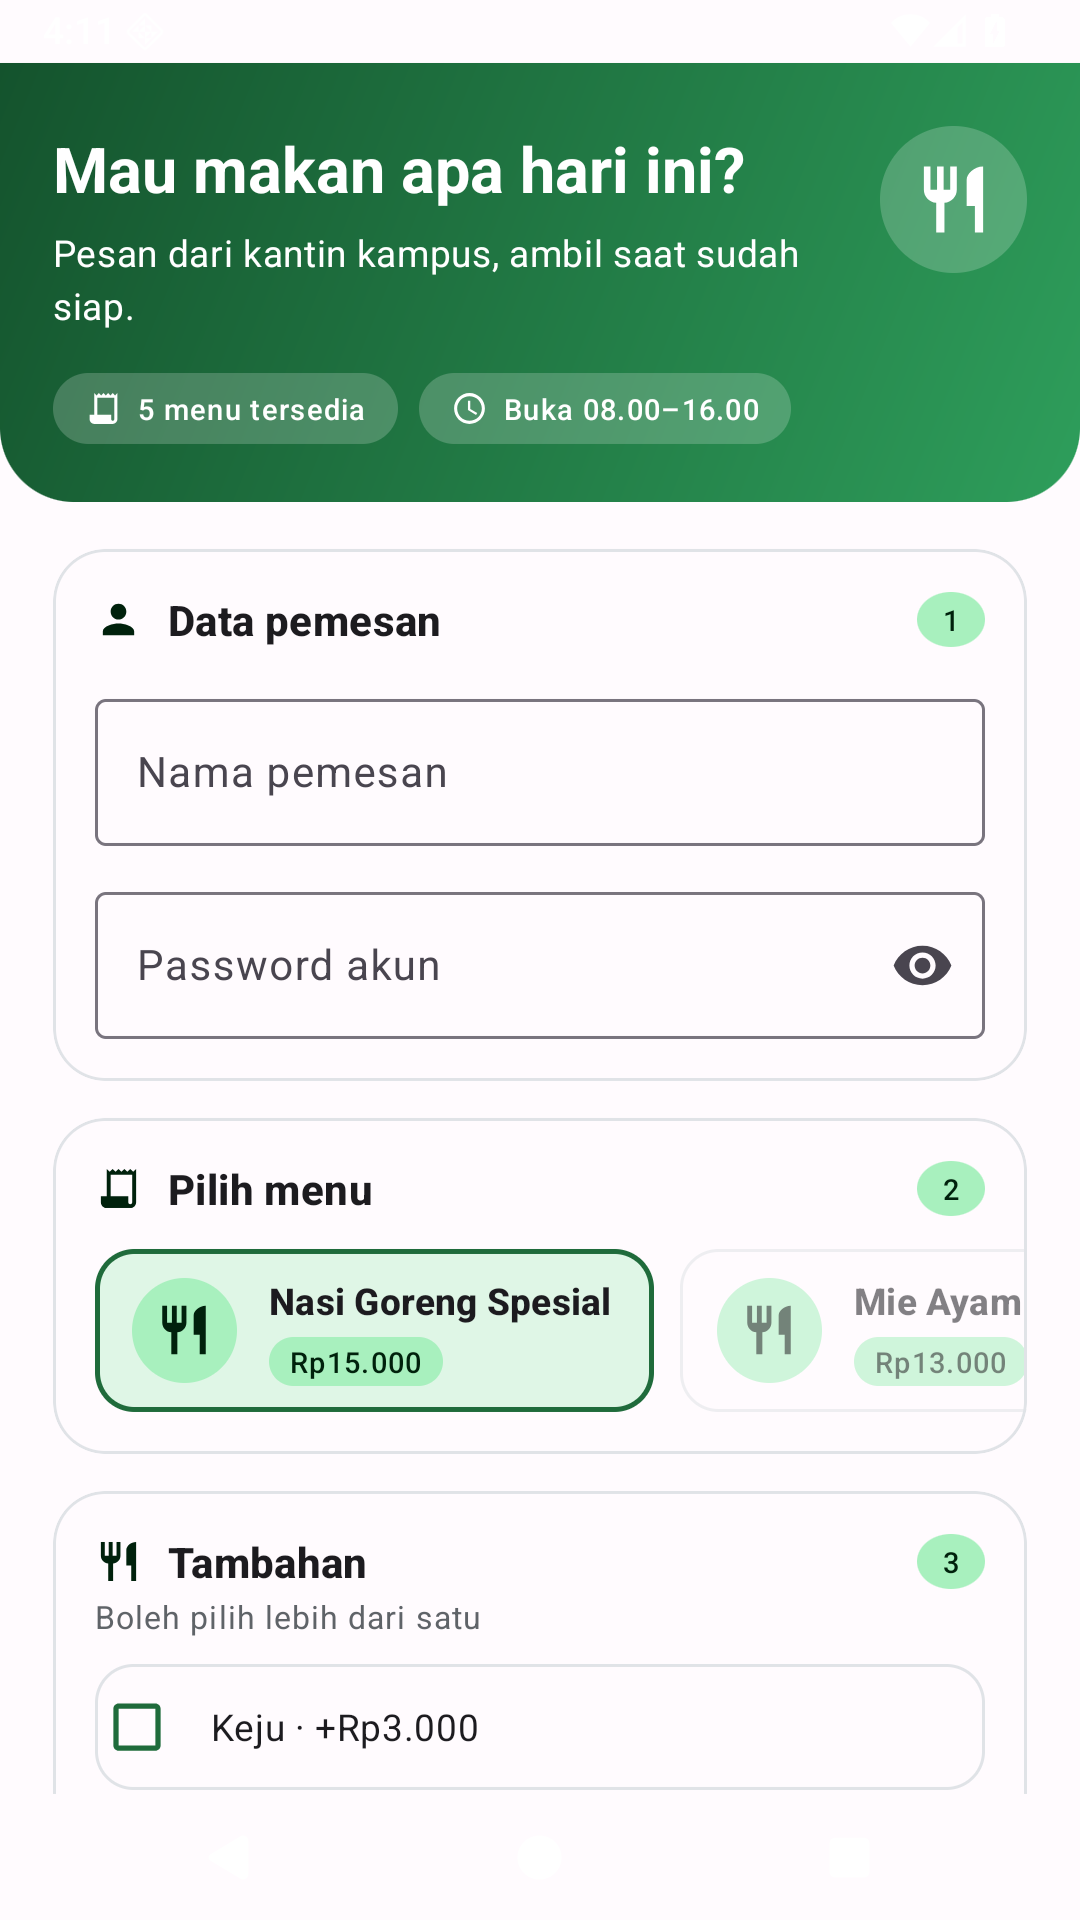 Mau makan apa hari ini?
Pesan dari kantin kampus, ambil saat sudah
siap.
5 menu tersedia
Buka 08.00–16.00
Data pemesan
1
Nama pemesan
Password akun
Pilih menu
2
Nasi Goreng Spesial
Rp15.000
Mie Ayam
Rp13.000
Tambahan
3
Boleh pilih lebih dari satu
Keju · +Rp3.000